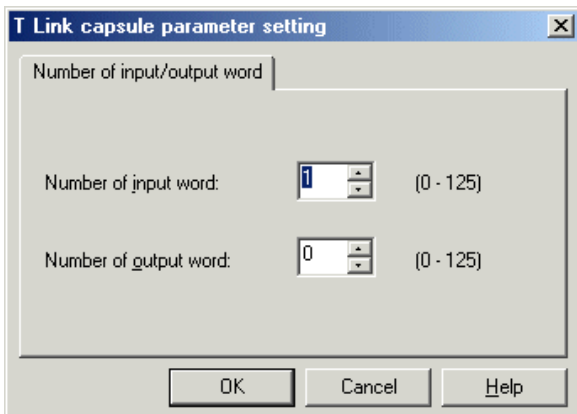 T Link capsule parameter setting
Number of input/output word
Number of input word: 1 (0 - 125)
Number of output word: 0 (0 - 125)
OK Cancel Help